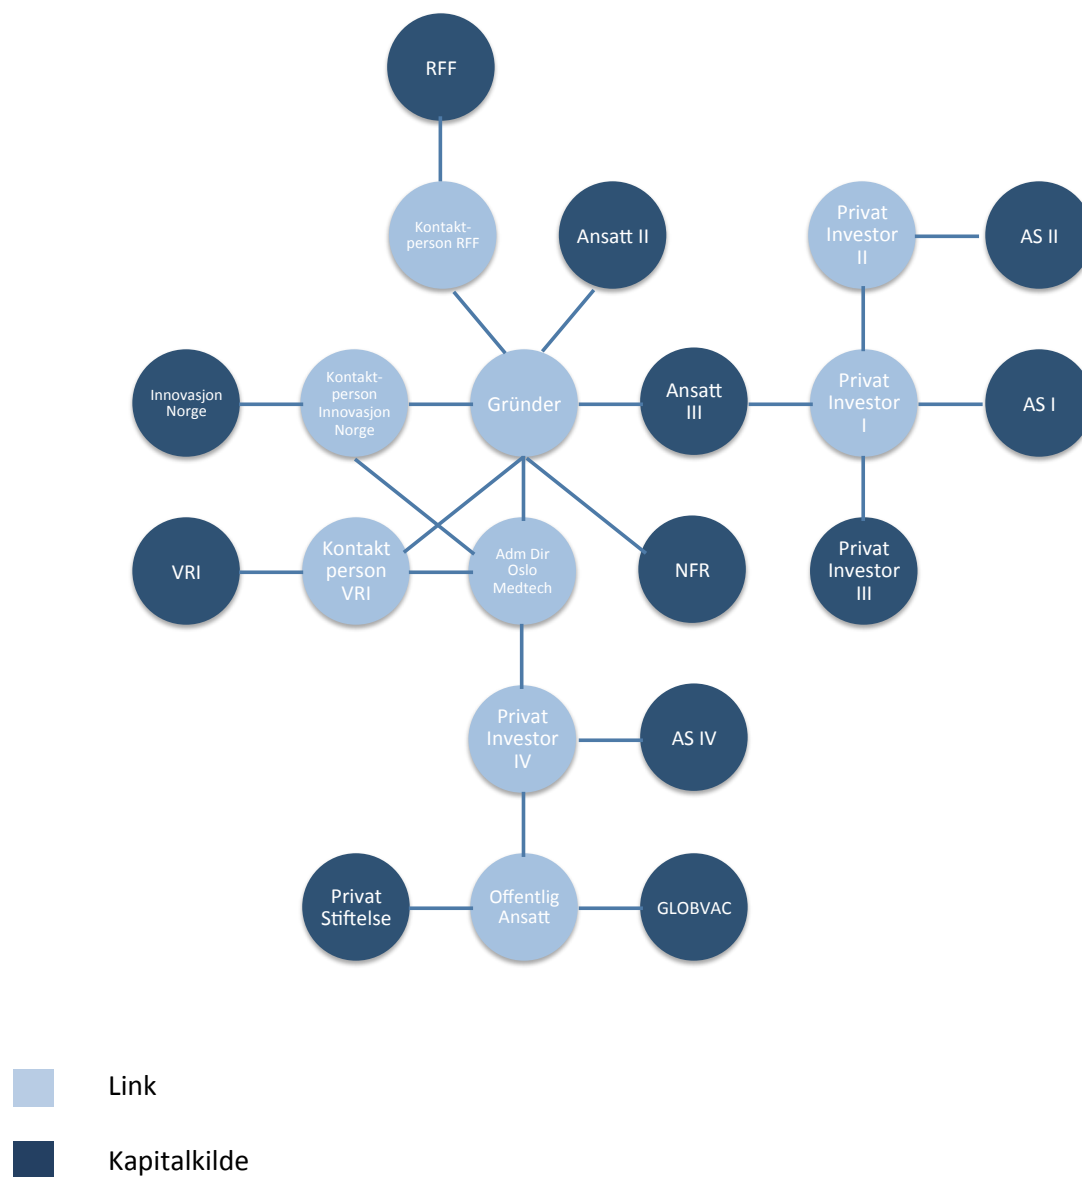 RFF
Kontakt-
person RFF
Ansatt II
Privat
Investor
II
AS II
Innovasjon
Norge
Kontakt-
person
Innovasjon
Norge
Gründer
Ansatt
III
Privat
Investor
I
AS I
VRI
Kontakt
person
VRI
Adm Dir
Oslo
Medtech
NFR
Privat
Investor
III
Privat
Investor
IV
AS IV
Privat
Stiftelse
Offentlig
Ansatt
GLOBVAC
Link
Kapitalkilde